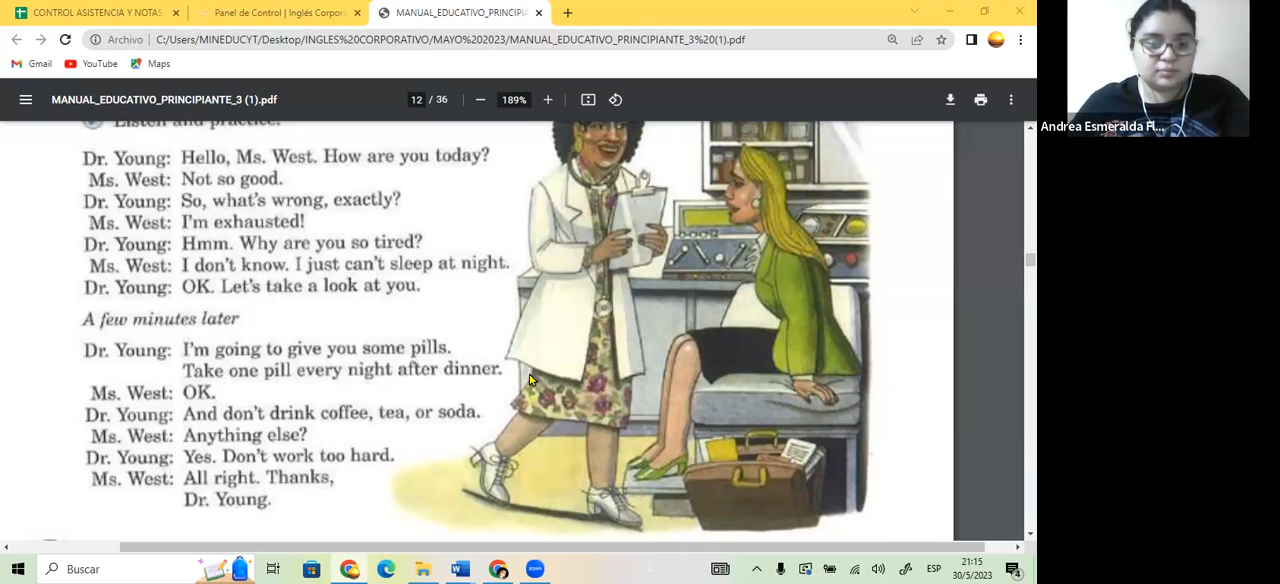 CONTROL ASISTENCIA Y NOTAS
Panel de Control | Inglés Corpora
MANUAL_EDUCATIVO_PRINCIPIA
Archivo
C:/Users/MINEDUCYT/Desktop/INGLES%20CORPORATIVO/MAYO%202023/MANUAL_EDUCATIVO_PRINCIPIANTE_3%20(1).pdf
Gmail
YouTube
Maps
MANUAL_EDUCATIVO_PRINCIPIANTE_3 (1).pdf
12 / 36
189%
Listen and practice.
Dr. Young: Hello, Ms. West. How are you today?
Ms. West: Not so good.
Dr. Young: So, what's wrong, exactly?
Ms. West: I'm exhausted!
Dr. Young: Hmm. Why are you so tired?
Ms. West: I don't know. I just can't sleep at night.
Dr. Young: OK. Let's take a look at you.
A few minutes later
Dr. Young: I'm going to give you some pills.
Take one pill every night after dinner.
Ms. West: OK.
Dr. Young: And don't drink coffee, tea, or soda.
Ms. West: Anything else?
Dr. Young: Yes. Don't work too hard.
Ms. West: All right. Thanks,
Dr. Young.
Andrea Esmeralda Fl...
Buscar
zoom
ESP
21:15
30/5/2023
4